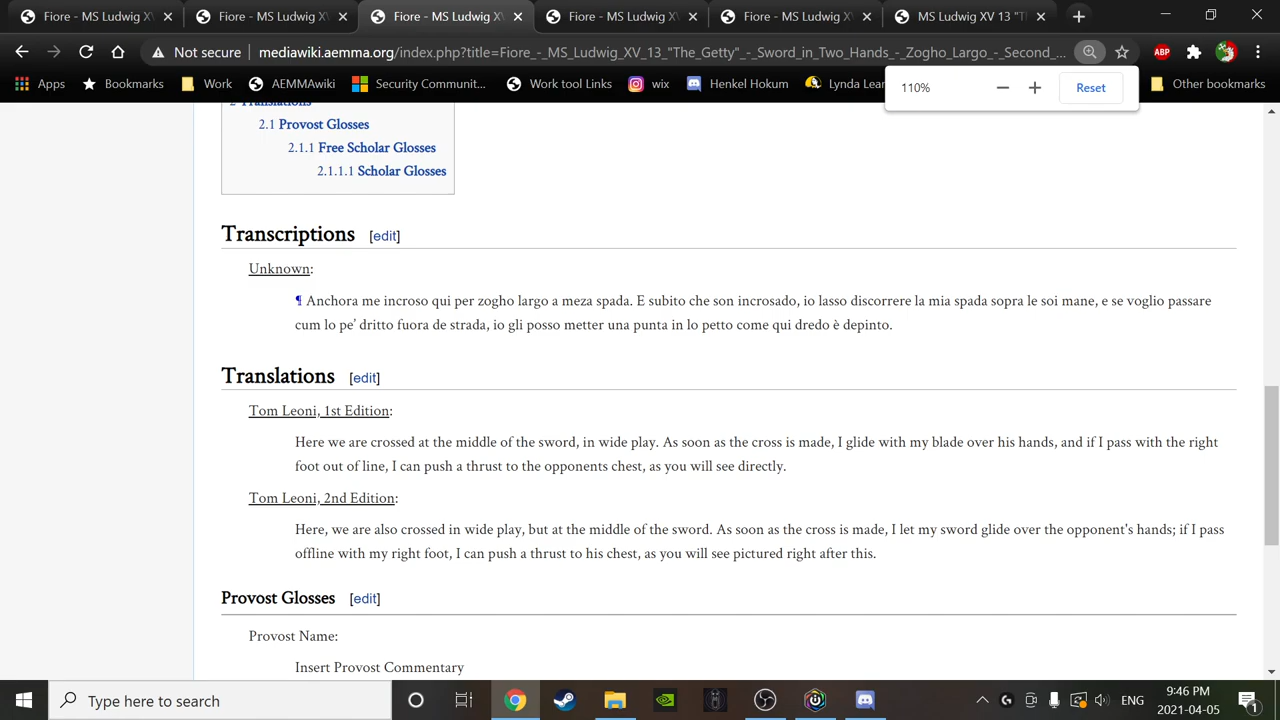 Fiore - MS Ludwig XV
Fiore - MS Ludwig XV
Fiore - MS Ludwig XV
Fiore - MS Ludwig XV
Fiore - MS Ludwig XV
MS Ludwig XV 13 "T
Not secure
mediawiki.aemma.org/index.php?title=Fiore_-_MS_Ludwig_XV_13_"The_Getty"_-_Sword_in_Two_Hands_-_Zogho_Largo_-_Second_...
ABP
Apps
Bookmarks
Work
AEMMAwiki
Security Communit...
Work tool Links
wix
Henkel Hokum
Lynda Lear
Other bookmarks
110%
Reset
2 Translations
2.1 Provost Glosses
2.1.1 Free Scholar Glosses
2.1.1.1 Scholar Glosses
Transcriptions [edit]
Unknown:
¶ Anchora me incroso qui per zogho largo a meza spada. E subito che son incrosado, io lasso discorrere la mia spada sopra le soi mane, e se voglio passare
cum lo pe’ dritto fuora de strada, io gli posso metter una punta in lo petto come qui dredo è depinto.
Translations [edit]
Tom Leoni, 1st Edition:
Here we are crossed at the middle of the sword, in wide play. As soon as the cross is made, I glide with my blade over his hands, and if I pass with the right
foot out of line, I can push a thrust to the opponents chest, as you will see directly.
Tom Leoni, 2nd Edition:
Here, we are also crossed in wide play, but at the middle of the sword. As soon as the cross is made, I let my sword glide over the opponent's hands; if I pass
offline with my right foot, I can push a thrust to his chest, as you will see pictured right after this.
Provost Glosses [edit]
Provost Name:
Insert Provost Commentary
Type here to search
ENG
9:46 PM
2021-04-05
1